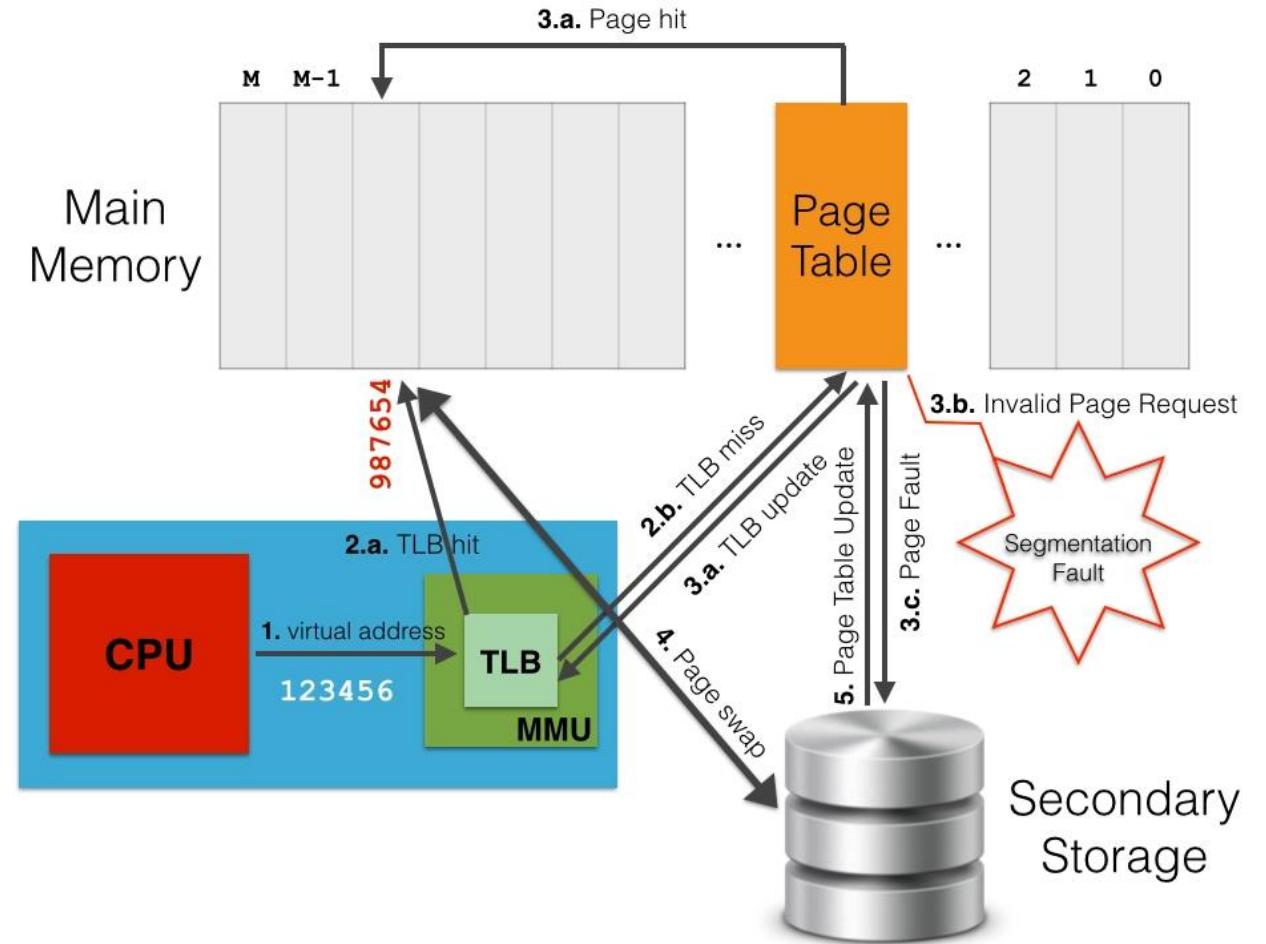 3.a. Page hit
M M-1
2 1 0
Main
Memory
...
Page
Table
...
987654
3.b. Invalid Page Request
2.b. TLB miss
3.a. TLB update
5. Page Table Update
3.c. Page Fault
Segmentation
Fault
2.a. TLB hit
CPU
1. virtual address
123456
TLB
MMU
4. Page swap
Secondary
Storage